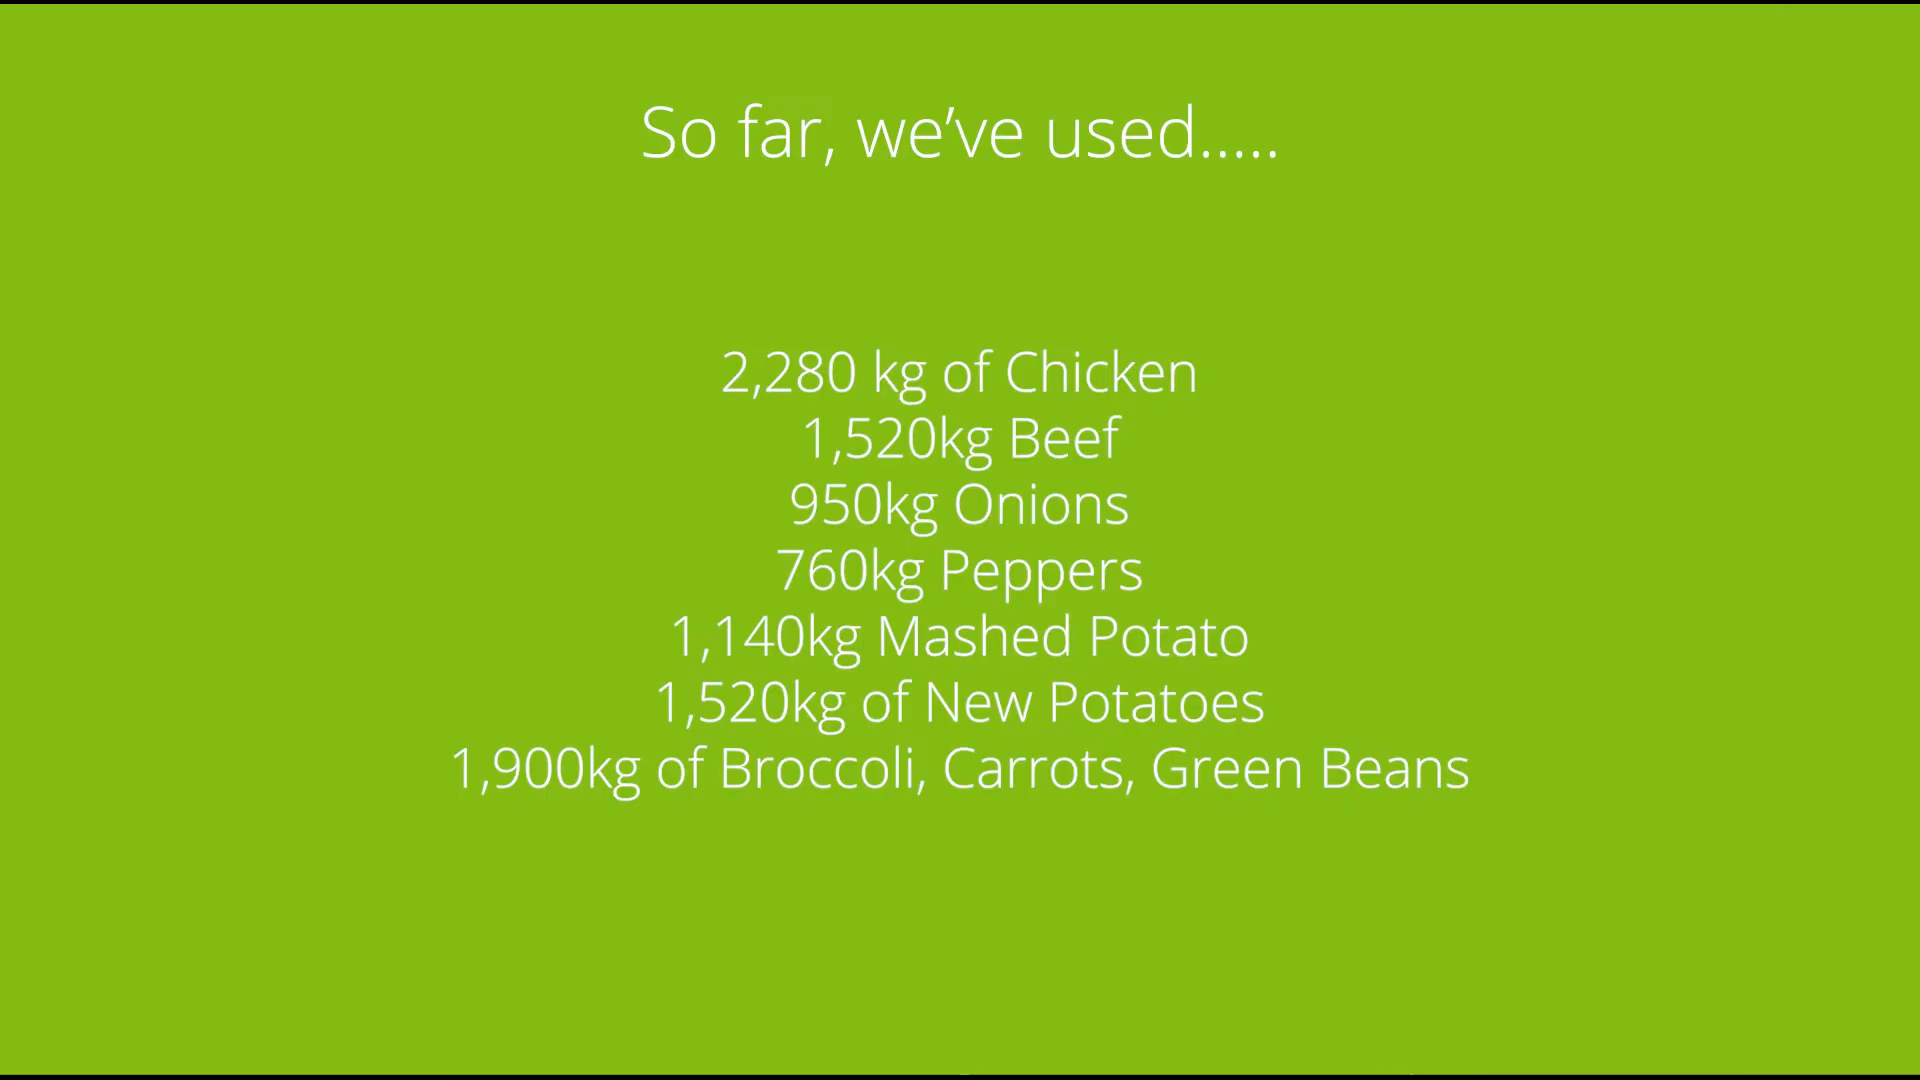 So far, we’ve used.....
2,280 kg of Chicken
1,520kg Beef
950kg Onions
760kg Peppers
1,140kg Mashed Potato
1,520kg of New Potatoes
1,900kg of Broccoli, Carrots, Green Beans